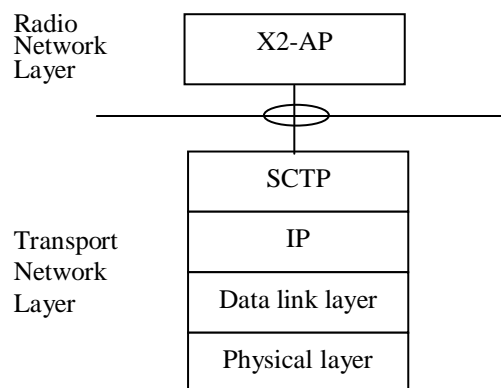 Radio
Network
Layer
X2-AP
SCTP
IP
Transport
Network
Layer
Data link layer
Physical layer